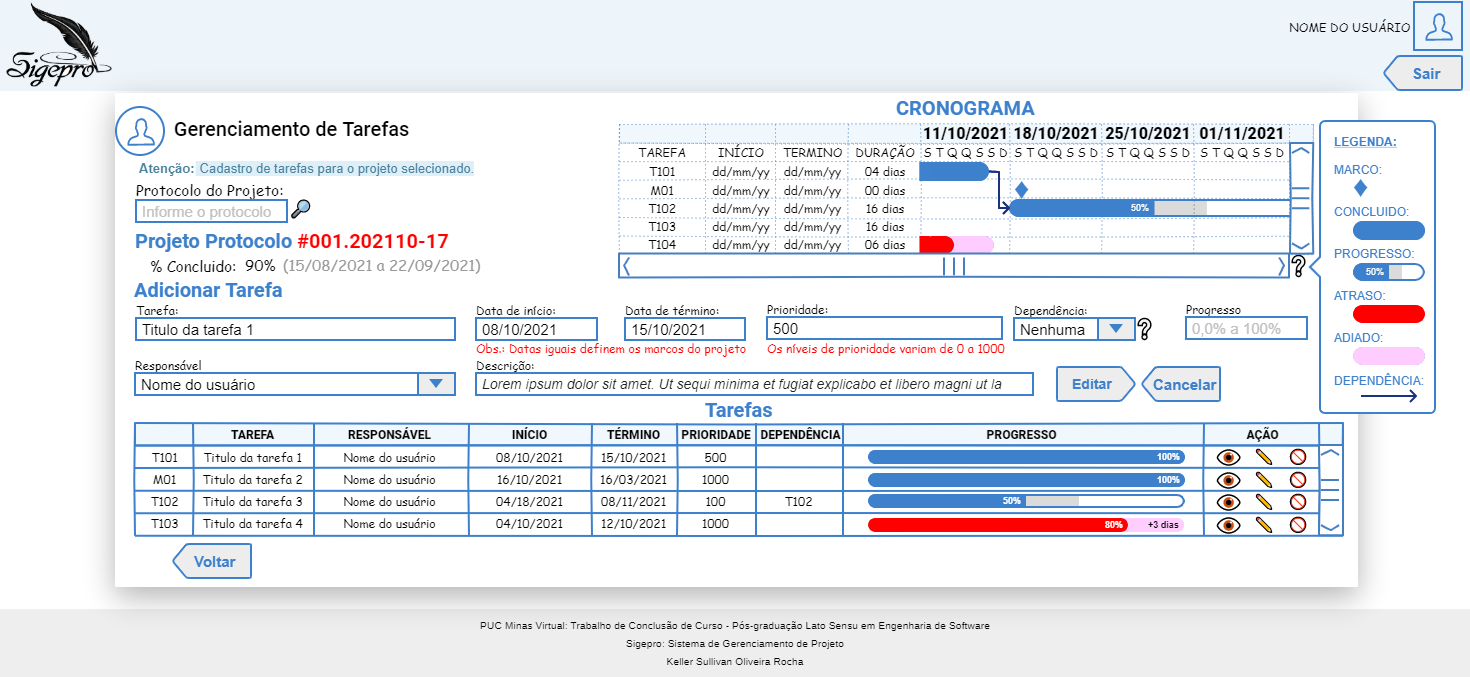 Sigepro
NOME DO USUÁRIO
Sair
Gerenciamento de Tarefas
Atenção: Cadastro de tarefas para o projeto selecionado.
Protocolo do Projeto:
Informe o protocolo
Projeto Protocolo #001.202110-17
% Concluido: 90% (15/08/2021 a 22/09/2021)
CRONOGRAMA
11/10/2021 18/10/2021 25/10/2021 01/11/2021
TAREFA INÍCIO TERMINO DURAÇÃO S T Q Q S S D S T Q Q S S D S T Q Q S S D S T Q Q S S D
T101 dd/mm/yy dd/mm/yy 04 dias
M01 dd/mm/yy dd/mm/yy 00 dias
T102 dd/mm/yy dd/mm/yy 16 dias 50%
T103 dd/mm/yy dd/mm/yy 16 dias
T104 dd/mm/yy dd/mm/yy 06 dias
?
LEGENDA:
MARCO:
CONCLUIDO:
PROGRESSO:
50%
ATRASO:
ADIADO:
DEPENDÊNCIA:
Adicionar Tarefa
Tarefa: Data de início: Data de término: Prioridade: Dependência: Progresso
Titulo da tarefa 1 08/10/2021 15/10/2021 500 Nenhuma ? 0,0% a 100%
Obs.: Datas iguais definem os marcos do projeto Os níveis de prioridade variam de 0 a 1000
Responsável Descrição:
Nome do usuário Lorem ipsum dolor sit amet. Ut sequi minima et fugiat explicabo et libero magni ut la Editar Cancelar
Tarefas
TAREFA RESPONSÁVEL INÍCIO TÉRMINO PRIORIDADE DEPENDÊNCIA PROGRESSO AÇÃO
T101 Titulo da tarefa 1 Nome do usuário 08/10/2021 15/10/2021 500 100%
M01 Titulo da tarefa 2 Nome do usuário 16/10/2021 16/03/2021 1000 100%
T102 Titulo da tarefa 3 Nome do usuário 04/18/2021 08/11/2021 100 T102 50%
T103 Titulo da tarefa 4 Nome do usuário 04/10/2021 12/10/2021 1000 80% +3 dias
Voltar
PUC Minas Virtual: Trabalho de Conclusão de Curso - Pós-graduação Lato Sensu em Engenharia de Software
Sigepro: Sistema de Gerenciamento de Projeto
Keller Sullivan Oliveira Rocha